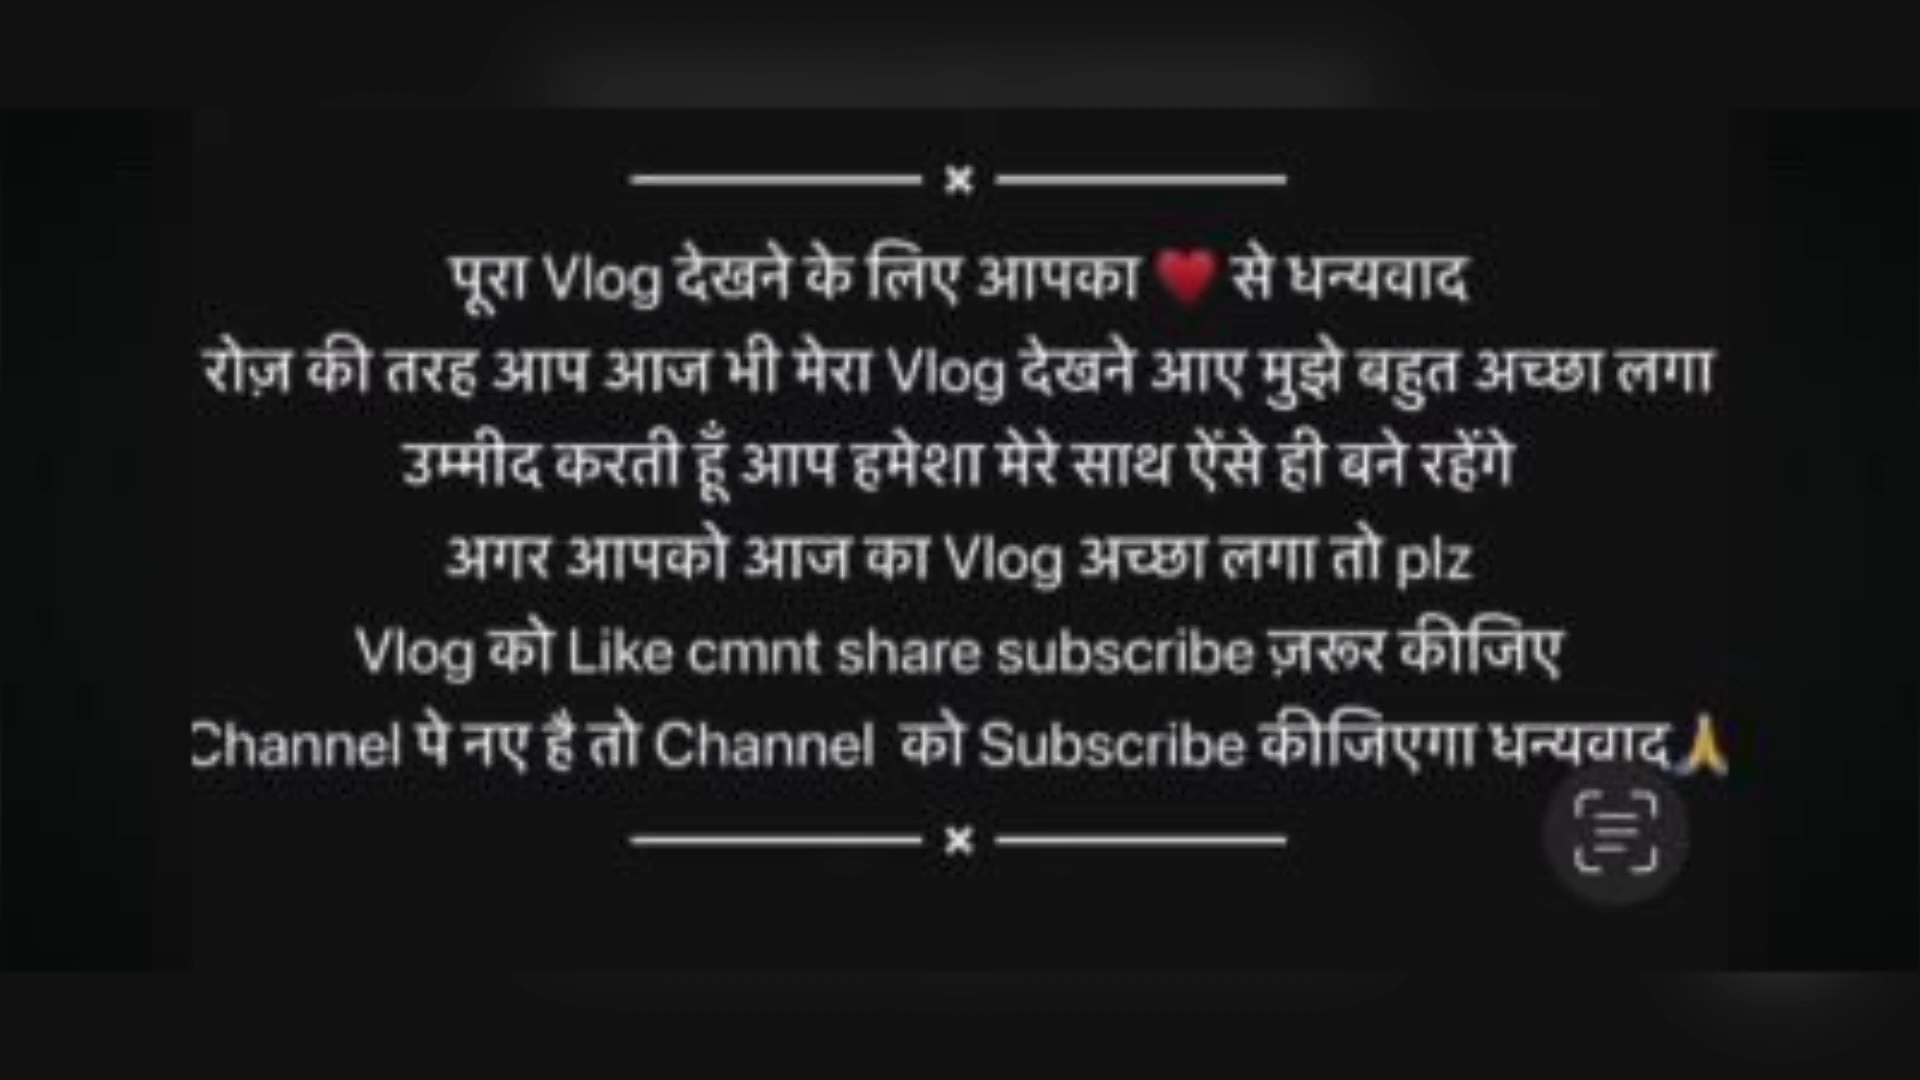 पूरा Vlog देखने के लिए आपका ❤️ से धन्यवाद
रोज़ की तरह आप आज भी मेरा Vlog देखने आए मुझे बहुत अच्छा लगा
उम्मीद करती हूँ आप हमेशा मेरे साथ ऐंसे ही बने रहेंगे
अगर आपको आज का Vlog अच्छा लगा तो plz
Vlog को Like cmnt share subscribe ज़रूर कीजिए
Channel पे नए है तो Channel को Subscribe कीजिएगा धन्यवाद🙏